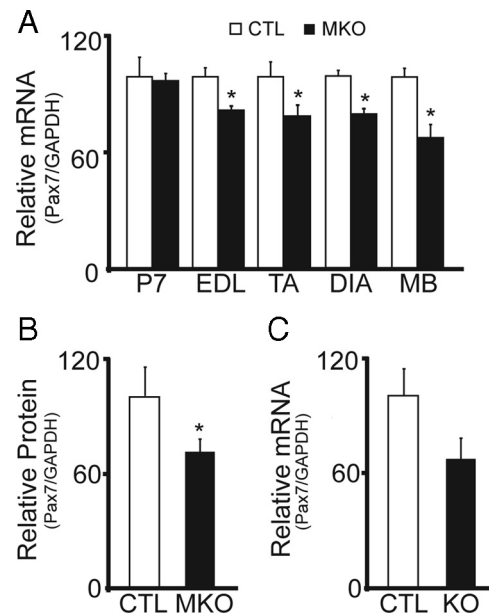 A
CTL MKO
Relative mRNA
(Pax7/GAPDH)
120
60
0
* * * *
P7 EDL TA DIA MB
B
Relative Protein
(Pax7/GAPDH)
120
60
0
*
CTL MKO
C
Relative mRNA
(Pax7/GAPDH)
120
60
0
CTL KO